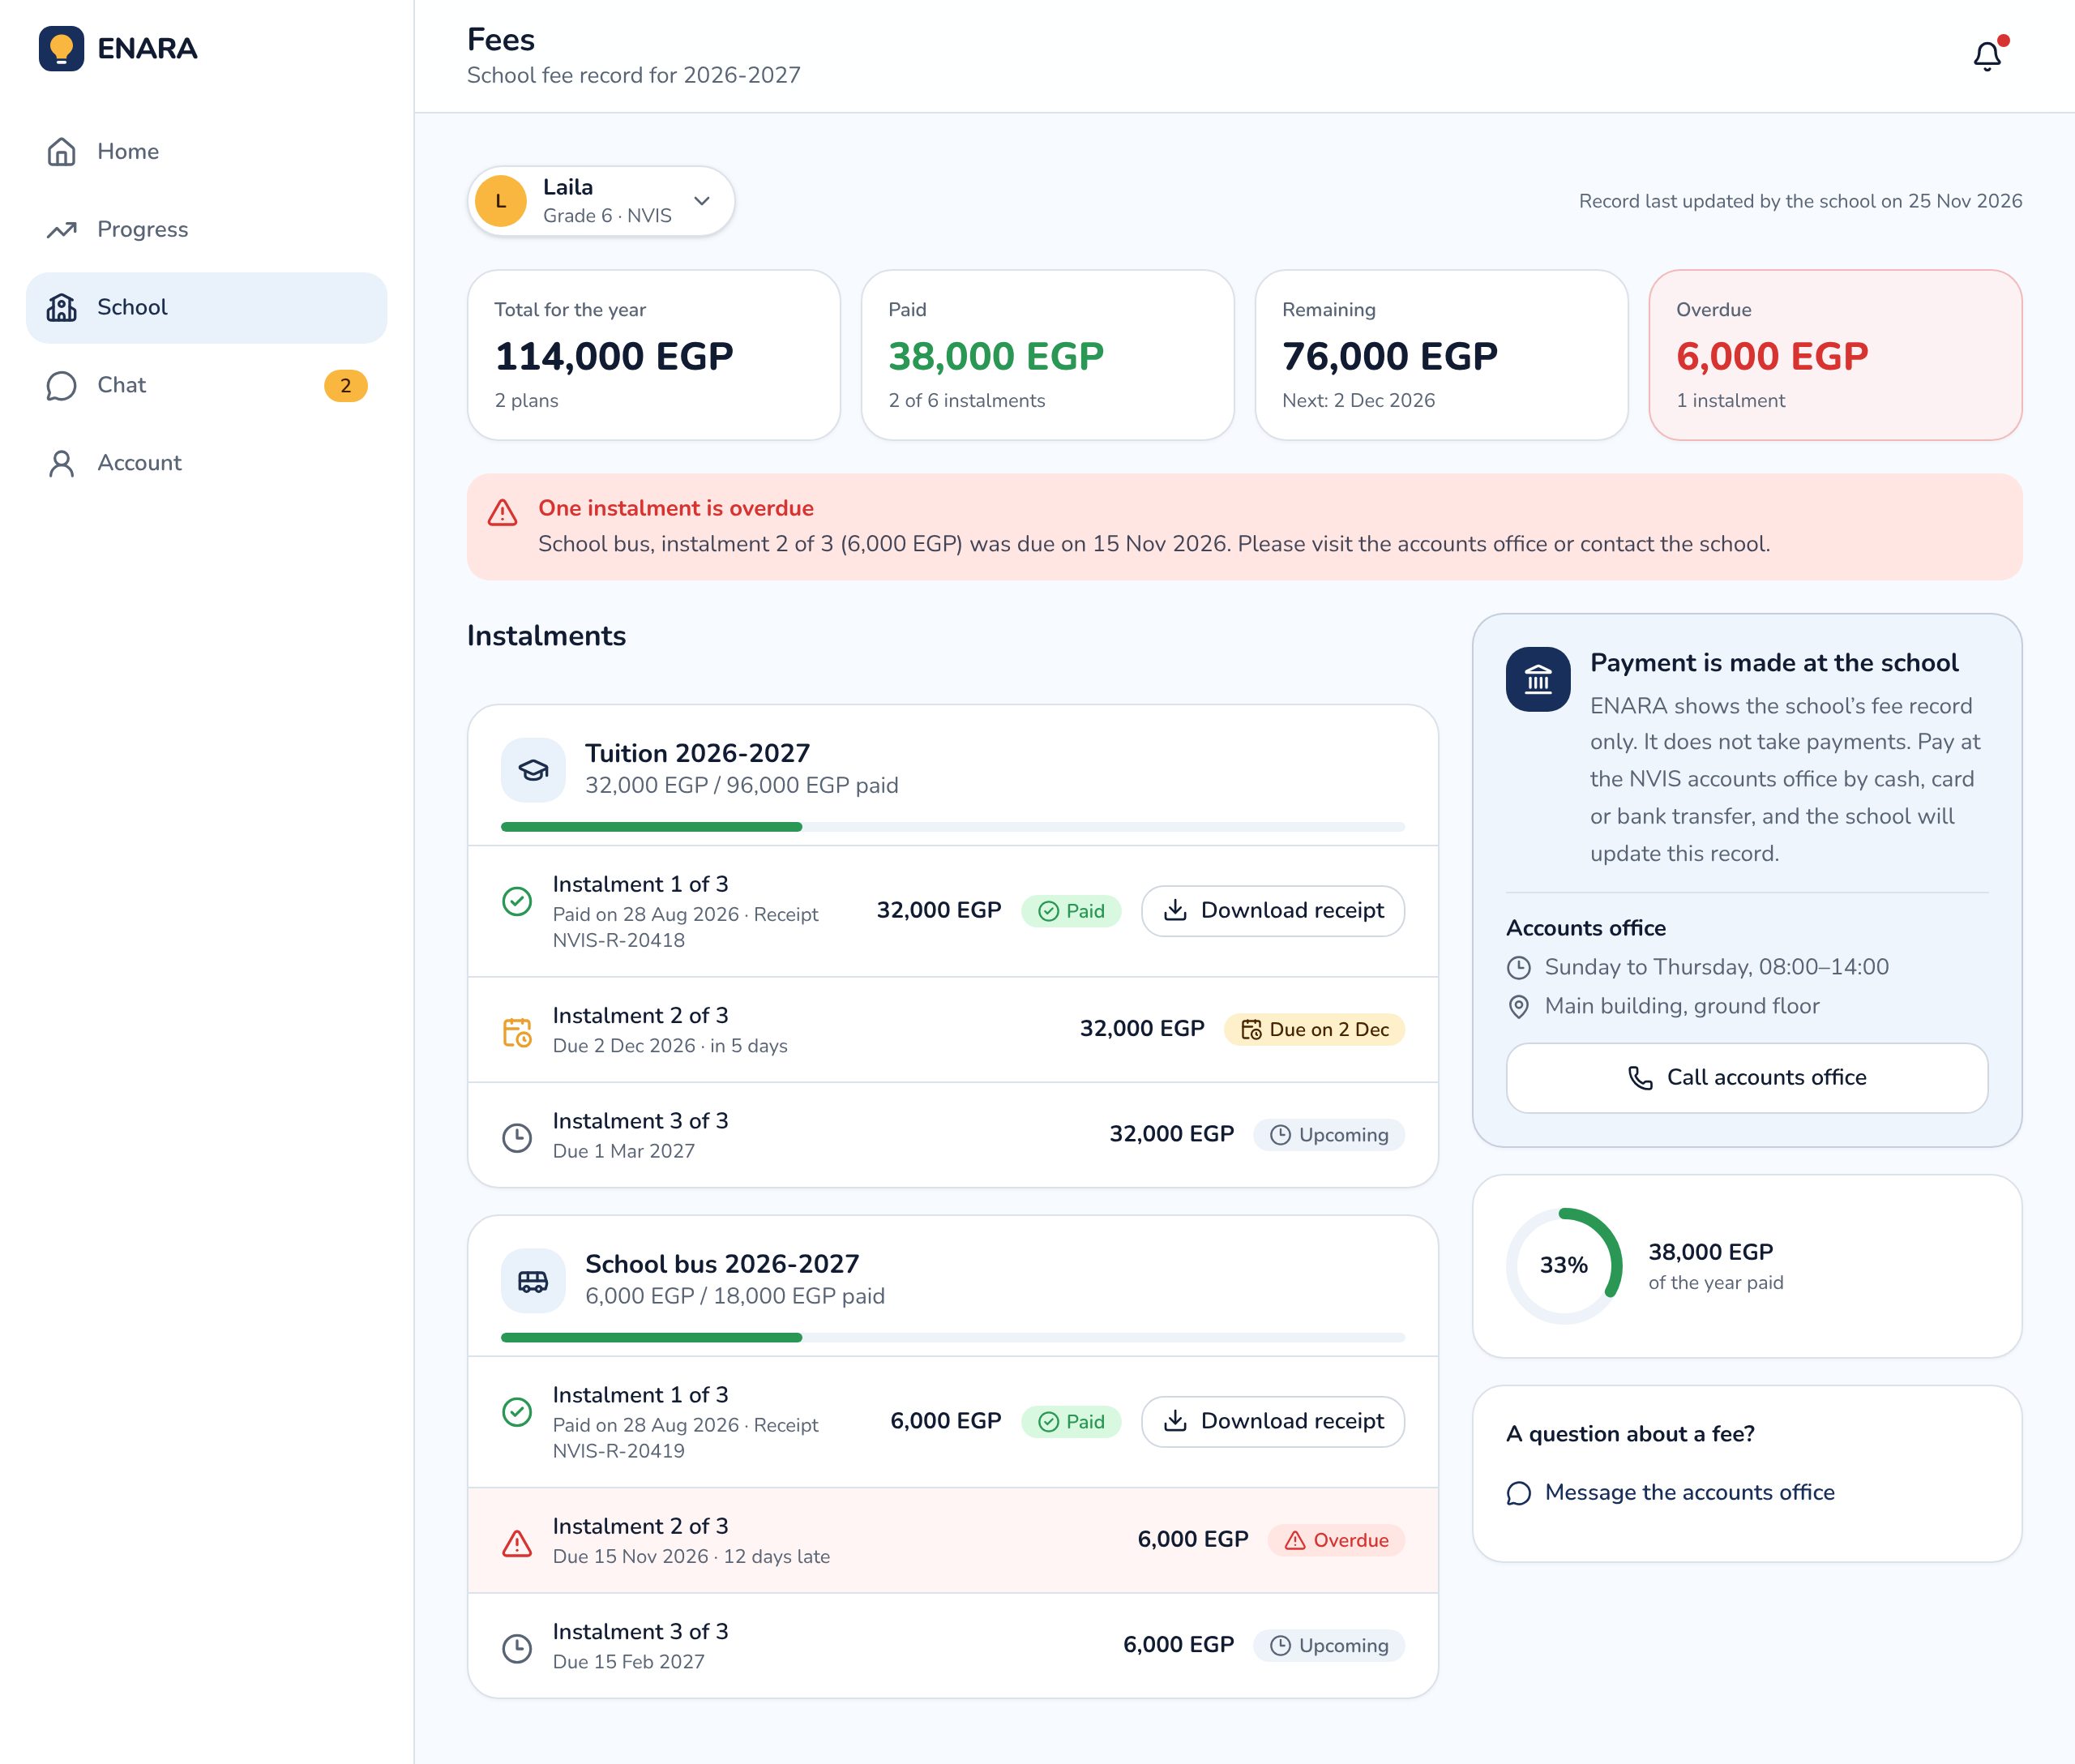 ENARA
Home
Progress
School
Chat
2
Account
Fees
School fee record for 2026-2027
L
Laila
Grade 6 · NVIS
Record last updated by the school on 25 Nov 2026
Total for the year
114,000 EGP
2 plans
Paid
38,000 EGP
2 of 6 instalments
Remaining
76,000 EGP
Next: 2 Dec 2026
Overdue
6,000 EGP
1 instalment
One instalment is overdue
School bus, instalment 2 of 3 (6,000 EGP) was due on 15 Nov 2026. Please visit the accounts office or contact the school.
Instalments
Tuition 2026-2027
32,000 EGP / 96,000 EGP paid
Instalment 1 of 3
Paid on 28 Aug 2026 · Receipt
NVIS-R-20418
32,000 EGP
Paid
Download receipt
Instalment 2 of 3
Due 2 Dec 2026 · in 5 days
32,000 EGP
Due on 2 Dec
Instalment 3 of 3
Due 1 Mar 2027
32,000 EGP
Upcoming
School bus 2026-2027
6,000 EGP / 18,000 EGP paid
Instalment 1 of 3
Paid on 28 Aug 2026 · Receipt
NVIS-R-20419
6,000 EGP
Paid
Download receipt
Instalment 2 of 3
Due 15 Nov 2026 · 12 days late
6,000 EGP
Overdue
Instalment 3 of 3
Due 15 Feb 2027
6,000 EGP
Upcoming
Payment is made at the school
ENARA shows the school’s fee record
only. It does not take payments. Pay at
the NVIS accounts office by cash, card
or bank transfer, and the school will
update this record.
Accounts office
Sunday to Thursday, 08:00–14:00
Main building, ground floor
Call accounts office
33%
38,000 EGP
of the year paid
A question about a fee?
Message the accounts office